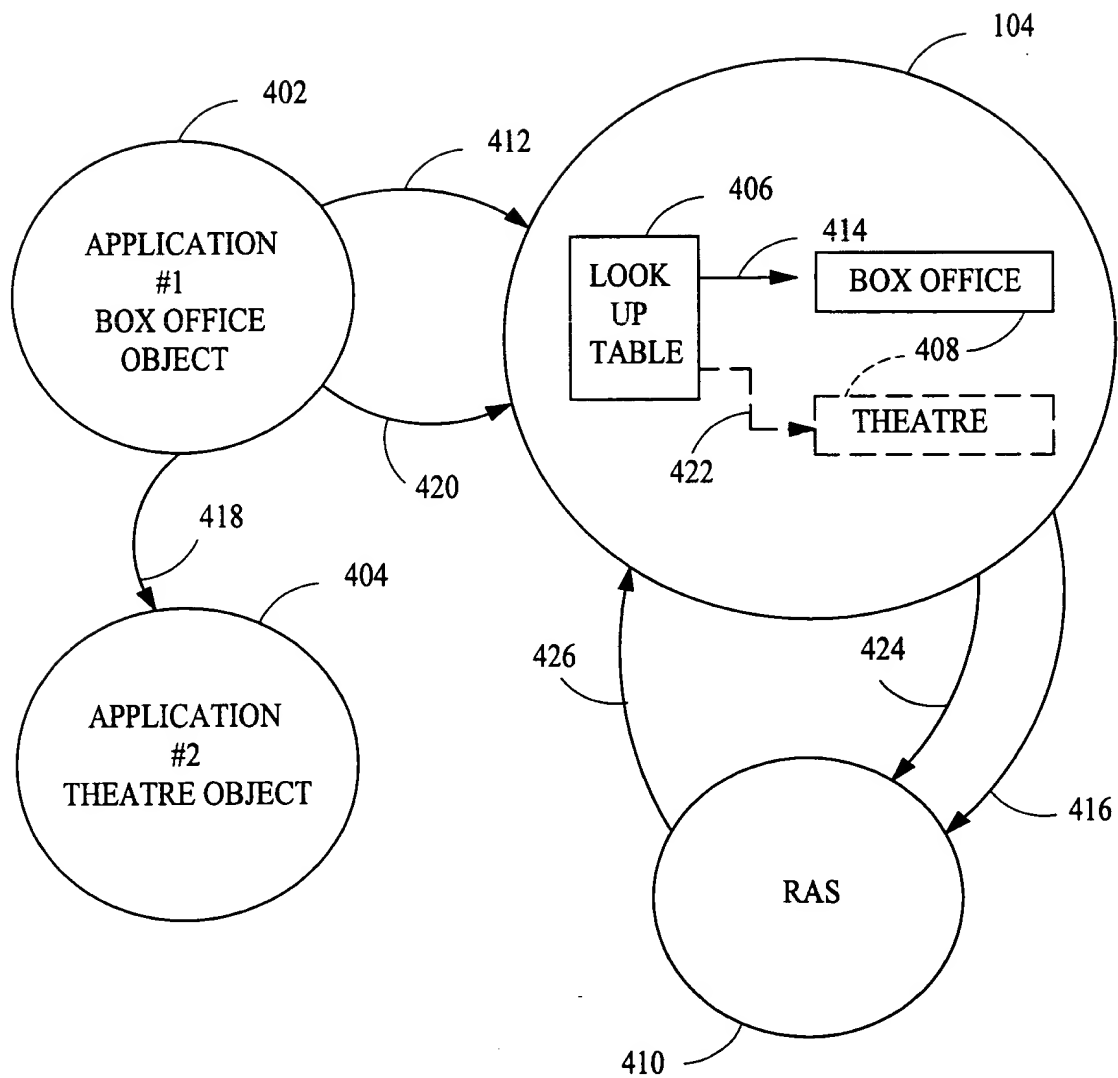 104
402
412
406
414
APPLICATION
#1
BOX OFFICE
OBJECT
LOOK
UP
TABLE
BOX OFFICE
408
THEATRE
422
420
418
404
APPLICATION
#2
THEATRE OBJECT
426
424
416
RAS
410